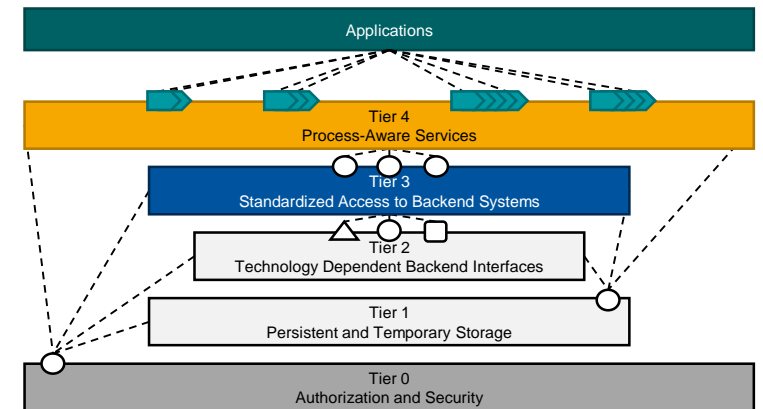 Applications
Tier 4
Process-Aware Services
Tier 3
Standardized Access to Backend Systems
Tier 2
Technology Dependent Backend Interfaces
Tier 1
Persistent and Temporary Storage
Tier 0
Authorization and Security